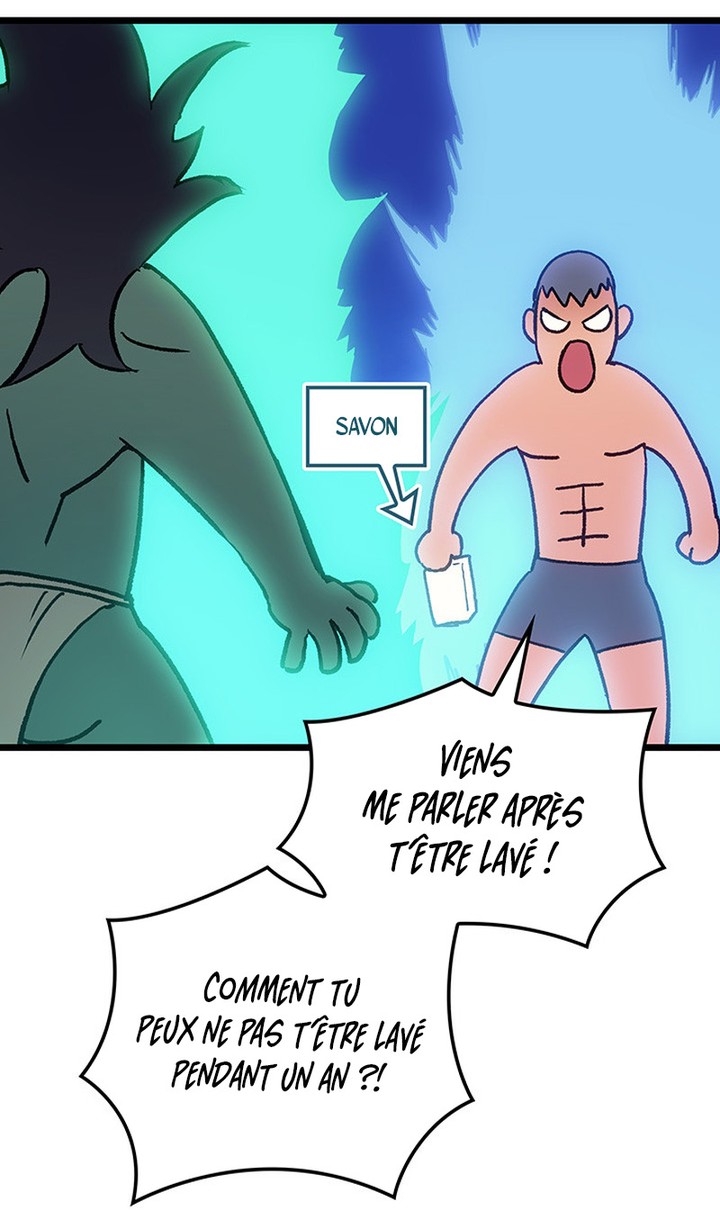 SAVON
VIENS
ME PARLER APRÈS
T'ÊTRE LAVÉ !
COMMENT TU
PEUX NE PAS T'ÊTRE LAVÉ
PENDANT UN AN ?!